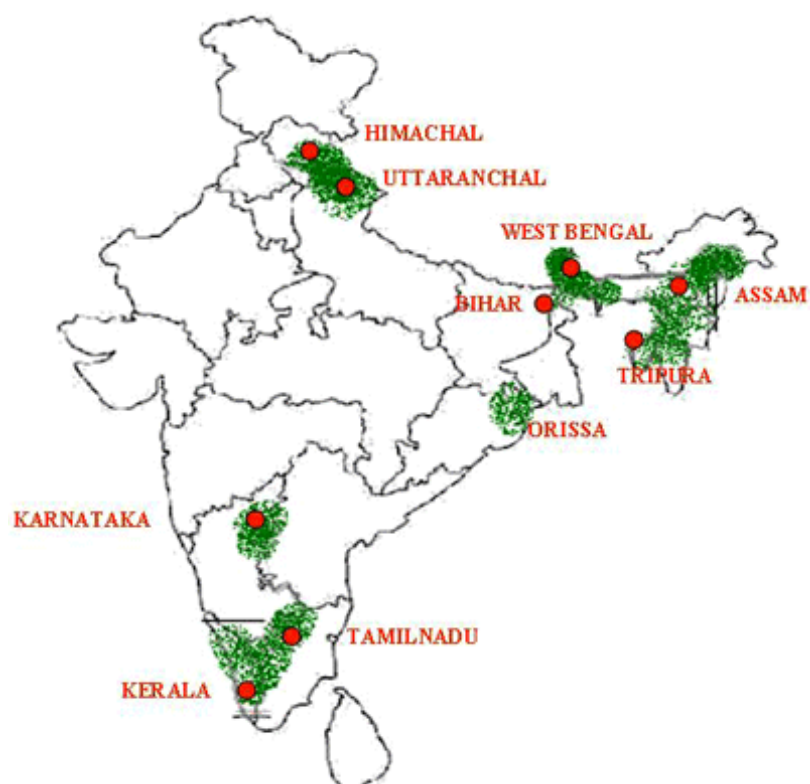 HIMACHAL
UTTARANCHAL
WEST BENGAL
BIHAR
ASSAM
TRIPURA
ORISSA
KARNATAKA
TAMILNADU
KERALA